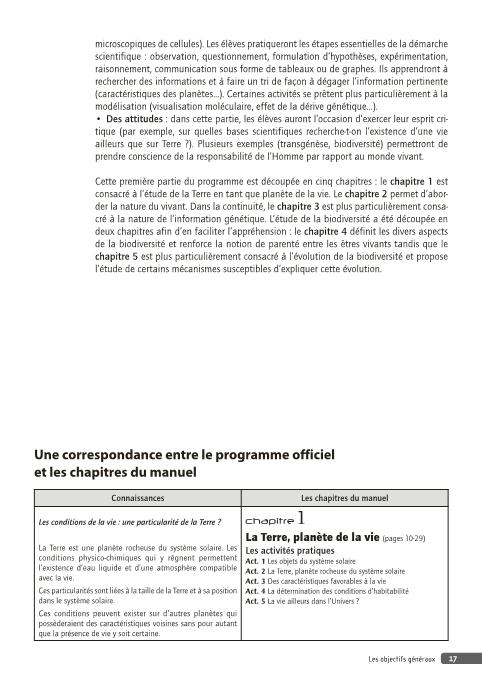 microscopiques de cellules). Les élèves pratiqueront les étapes essentielles de la démarche
scientifique : observation, questionnement, formulation d'hypothèses, expérimentation,
raisonnement, communication sous forme de tableaux ou de graphes. Ils apprendront à
rechercher des informations et à faire un tri de façon à dégager l'information pertinente
(caractéristiques des planètes...). Certaines activités se prêtent plus particulièrement à la
modélisation (visualisation moléculaire, effet de la dérive génétique...).
• Des attitudes : dans cette partie, les élèves auront l'occasion d'exercer leur esprit cri-
tique (par exemple, sur quelles bases scientifiques recherche-t-on l'existence d'une vie
ailleurs que sur Terre ?). Plusieurs exemples (transgénèse, biodiversité) permettront de
prendre conscience de la responsabilité de l'Homme par rapport au monde vivant.
Cette première partie du programme est découpée en cinq chapitres : le chapitre 1 est
consacré à l'étude de la Terre en tant que planète de la vie. Le chapitre 2 permet d'abor-
der la nature du vivant. Dans la continuité, le chapitre 3 est plus particulièrement consa-
cré à la nature de l'information génétique. L'étude de la biodiversité a été découpée en
deux chapitres afin d'en faciliter l'appréhension : le chapitre 4 définit les divers aspects
de la biodiversité et renforce la notion de parenté entre les êtres vivants tandis que le
chapitre 5 est plus particulièrement consacré à l'évolution de la biodiversité et propose
l'étude de certains mécanismes susceptibles d'expliquer cette évolution.
Une correspondance entre le programme officiel
et les chapitres du manuel
Connaissances
Les chapitres du manuel
Les conditions de la vie : une particularité de la Terre ?
La Terre est une planète rocheuse du système solaire. Les
conditions physico-chimiques qui y règnent permettent
l'existence d'eau liquide et d'une atmosphère compatible
avec la vie.
Ces particularités sont liées à la taille de la Terre et à sa position
dans le système solaire.
Ces conditions peuvent exister sur d'autres planètes qui
possèderaient des caractéristiques voisines sans pour autant
que la présence de vie y soit certaine.
chapitre 1
La Terre, planète de la vie (pages 10-29)
Les activités pratiques
Act. 1 Les objets du système solaire
Act. 2 La Terre, planète rocheuse du système solaire
Act. 3 Des caractéristiques favorables à la vie
Act. 4 La détermination des conditions d'habitabilité
Act. 5 La vie ailleurs dans l'Univers ?
Les objectifs généraux 17